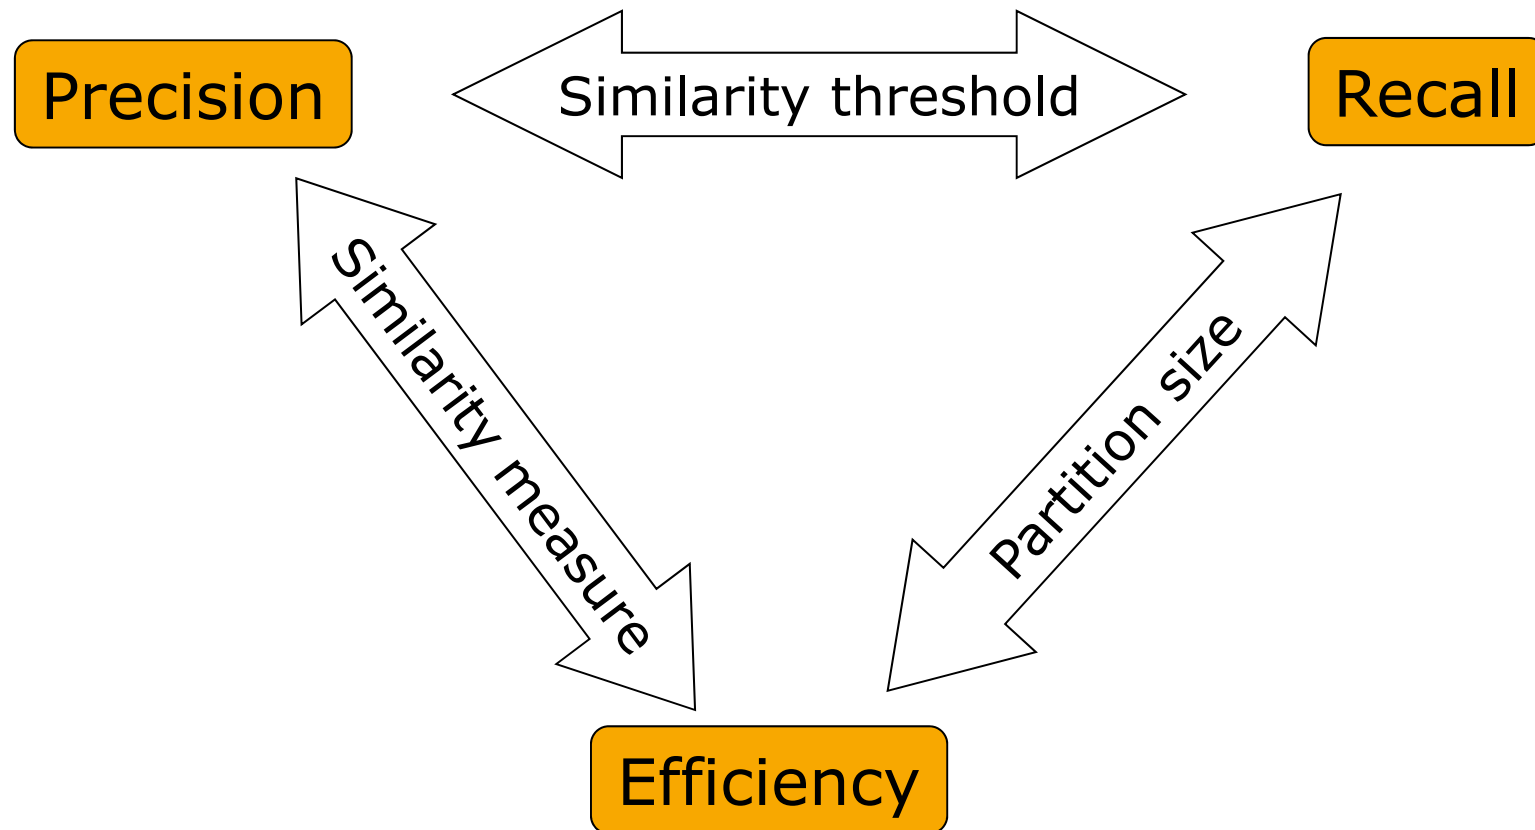 Precision
Similarity threshold
Recall
Similarity measure
Partition size
Efficiency